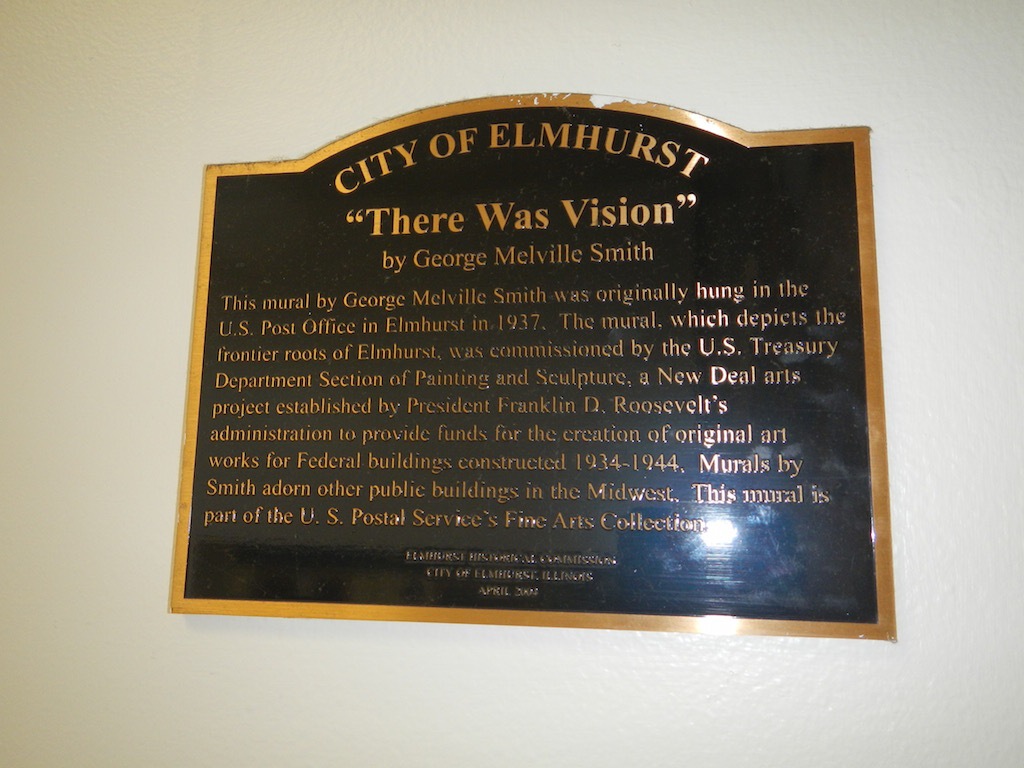 CITY OF ELMHURST
“There Was Vision”
by George Melville Smith
This mural by George Melville Smith was originally hung in the
U.S. Post Office in Elmhurst in 1937. The mural, which depicts the
frontier roots of Elmhurst, was commissioned by the U.S. Treasury
Department Section of Painting and Sculpture, a New Deal arts
project established by President Franklin D. Roosevelt’s
administration to provide funds for the creation of original art
works for Federal buildings constructed 1934-1944. Murals by
Smith adorn other public buildings in the Midwest. This mural is
part of the U. S. Postal Service’s Fine Arts Collection.
ELMHURST HISTORICAL COMMISSION
CITY OF ELMHURST, ILLINOIS
APRIL